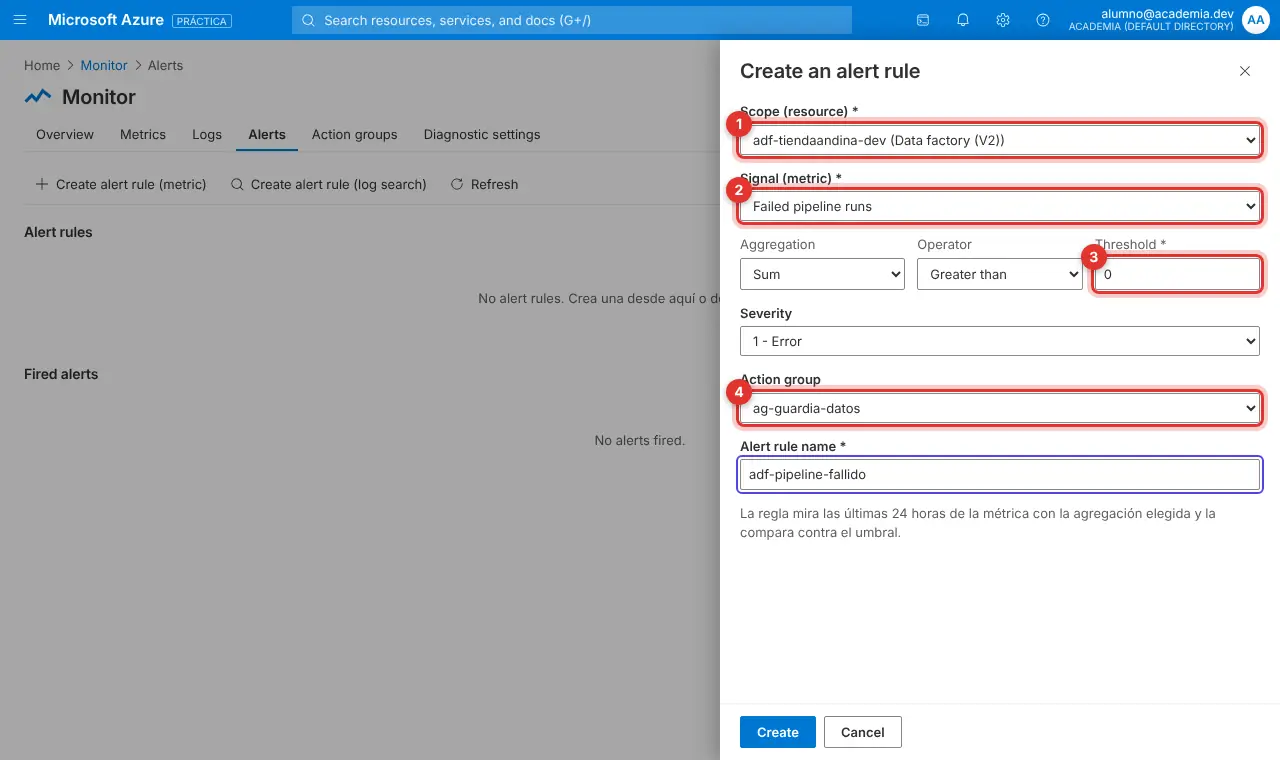 Microsoft Azure PRÁCTICA
Search resources, services, and docs (G+/)
alumno@academia.dev
ACADEMIA (DEFAULT DIRECTORY)
AA
Home > Monitor > Alerts
Monitor
Overview Metrics Logs Alerts Action groups Diagnostic settings
Create alert rule (metric) Create alert rule (log search) Refresh
Alert rules
No alert rules. Crea una desde aquí o d
Fired alerts
No alerts fired.
Create an alert rule
Scope (resource) *
1
adf-tiendaandina-dev (Data factory (V2))
Signal (metric) *
2
Failed pipeline runs
Aggregation Operator Threshold *
3
Sum Greater than 0
Severity
1 - Error
Action group
4
ag-guardia-datos
Alert rule name *
adf-pipeline-fallido
La regla mira las últimas 24 horas de la métrica con la agregación elegida y la
compara contra el umbral.
Create Cancel